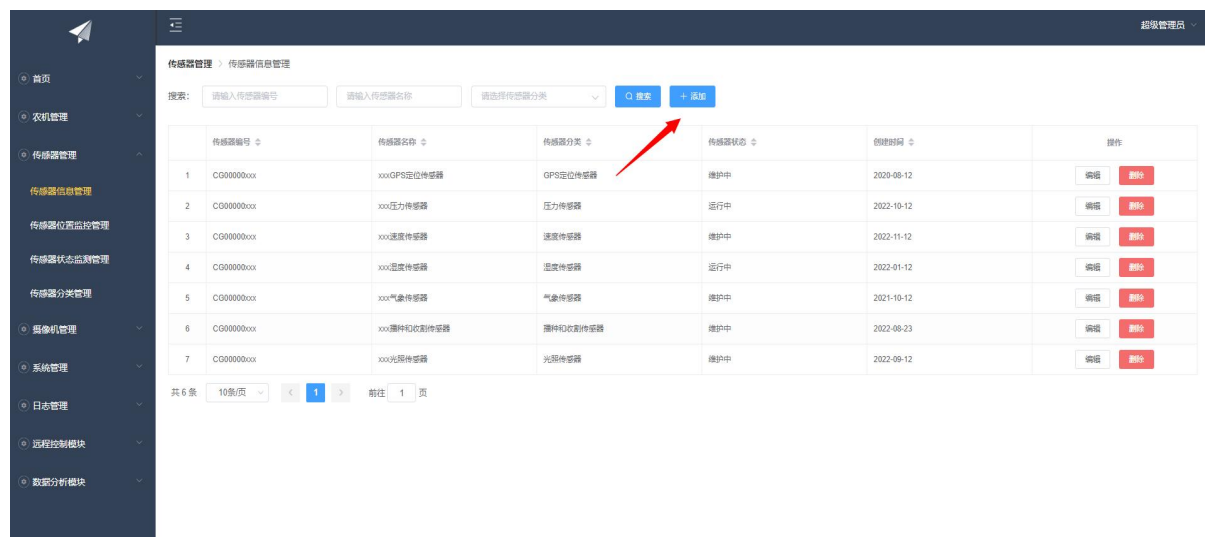 超级管理员
首页
农机管理
传感器管理
传感器信息管理
传感器位置监控管理
传感器状态监测管理
传感器分类管理
摄像机管理
系统管理
日志管理
远程控制模块
数据分析模块
传感器管理 > 传感器信息管理
搜索: 请输入传感器编号 请输入传感器名称 请选择传感器分类 搜索 + 添加
传感器编号 传感器名称 传感器分类 传感器状态 创建时间 操作
1 CG00000xxx xxxGPS定位传感器 GPS定位传感器 维护中 2020-08-12 编辑 删除
2 CG00000xxx xxx压力传感器 压力传感器 运行中 2022-10-12 编辑 删除
3 CG00000xxx xxx速度传感器 速度传感器 维护中 2022-11-12 编辑 删除
4 CG00000xxx xxx湿度传感器 湿度传感器 运行中 2022-01-12 编辑 删除
5 CG00000xxx xxx气象传感器 气象传感器 维护中 2021-10-12 编辑 删除
6 CG00000xxx xxx播种和收割传感器 播种和收割传感器 维护中 2022-08-23 编辑 删除
7 CG00000xxx xxx光照传感器 光照传感器 维护中 2022-09-12 编辑 删除
共 6 条 10条/页 < 1 > 前往 1 页